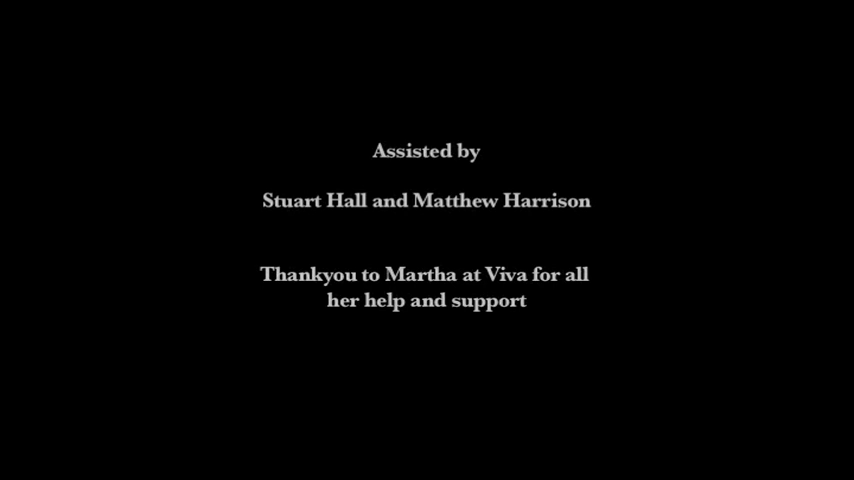 Assisted by
Stuart Hall and Matthew Harrison
Thankyou to Martha at Viva for all
her help and support